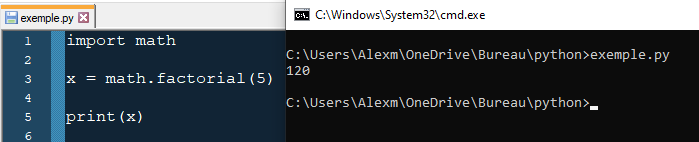 exemple.py
1 import math
2
3 x = math.factorial(5)
4
5 print(x)
6
C:\Windows\System32\cmd.exe
C:\Users\Alexm\OneDrive\Bureau\python>exemple.py
120
C:\Users\Alexm\OneDrive\Bureau\python>